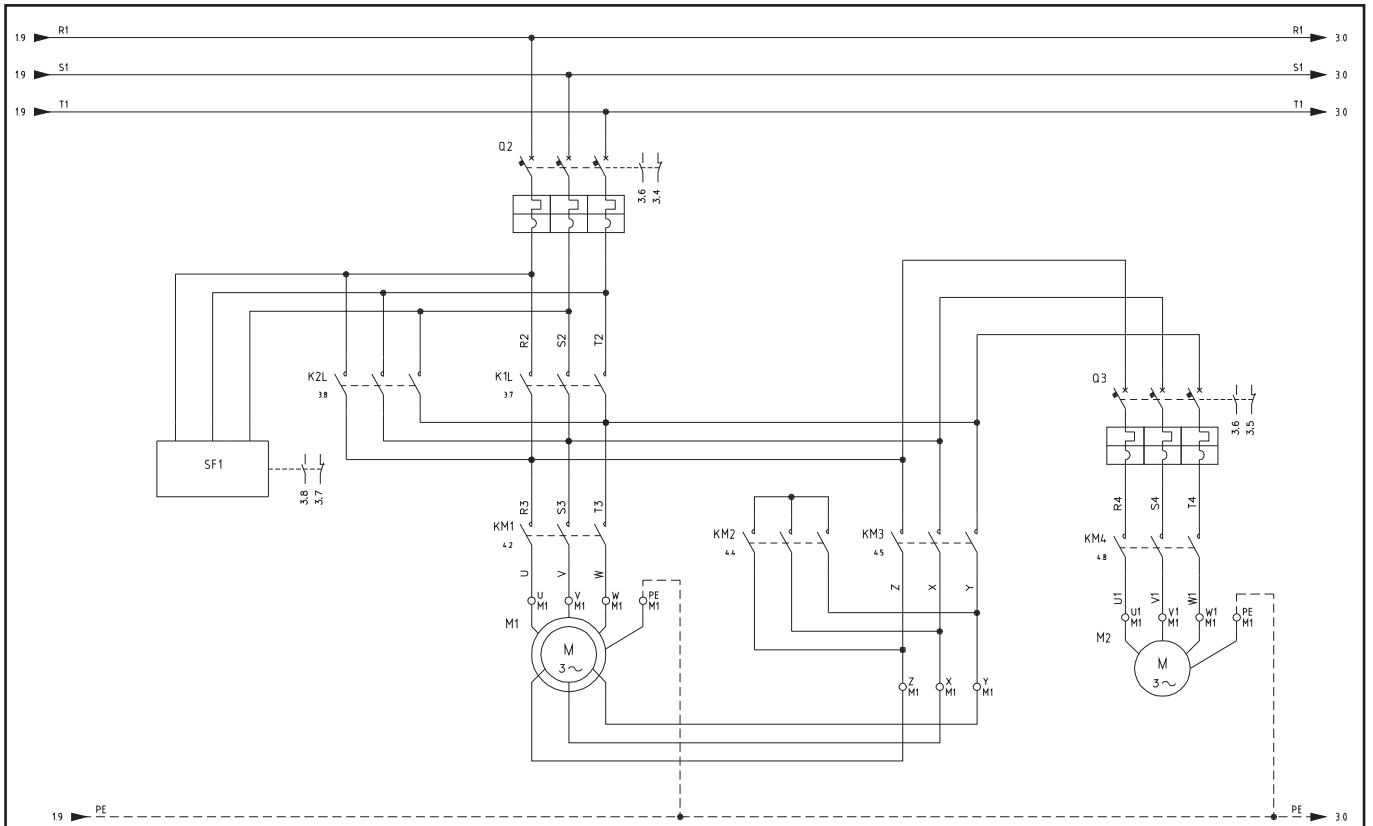 1.9 R1 R1 3.0
1.9 S1 S1 3.0
1.9 T1 T1 3.0
Q2
3.6
3.4
R2
S2
T2
K2L
3.8
K1L
3.7
Q3
3.6
3.5
SF1
3.8
3.7
R3
S3
T3
R4
S4
T4
KM1
4.2
KM2
4.4
KM3
4.5
KM4
4.8
U
V
W
Z
X
Y
U1
V1
W1
U
M1
V
M1
W
M1
PE
M1
U1
M1
V1
M1
W1
M1
PE
M1
M1
M
3~
M2
M
3~
Z
M1
X
M1
Y
M1
1.9 PE PE 3.0